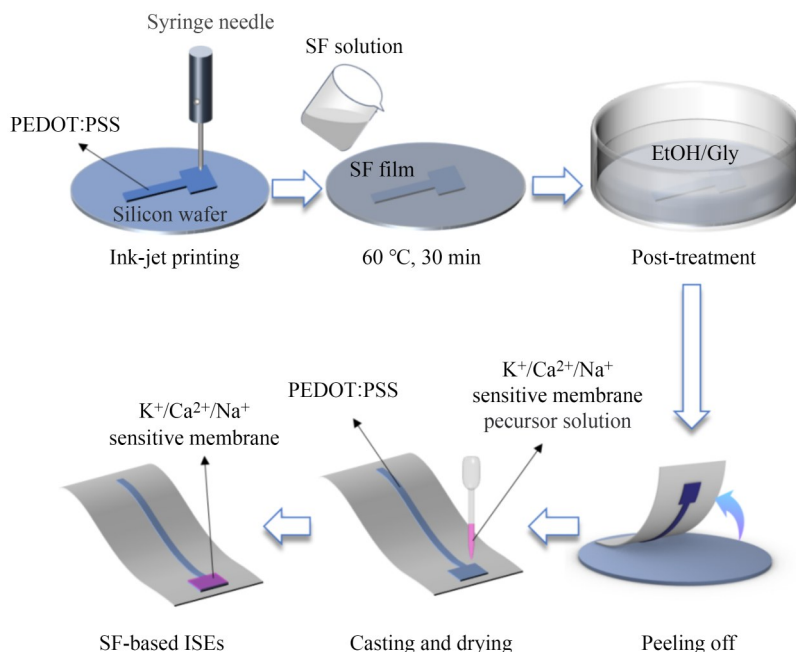 Syringe needle
SF solution
PEDOT:PSS
EtOH/Gly
SF film
Silicon wafer
Ink-jet printing
60 °C, 30 min
Post-treatment
K⁺/Ca²⁺/Na⁺
sensitive membrane
pecursor solution
PEDOT:PSS
K⁺/Ca²⁺/Na⁺
sensitive membrane
SF-based ISEs
Casting and drying
Peeling off